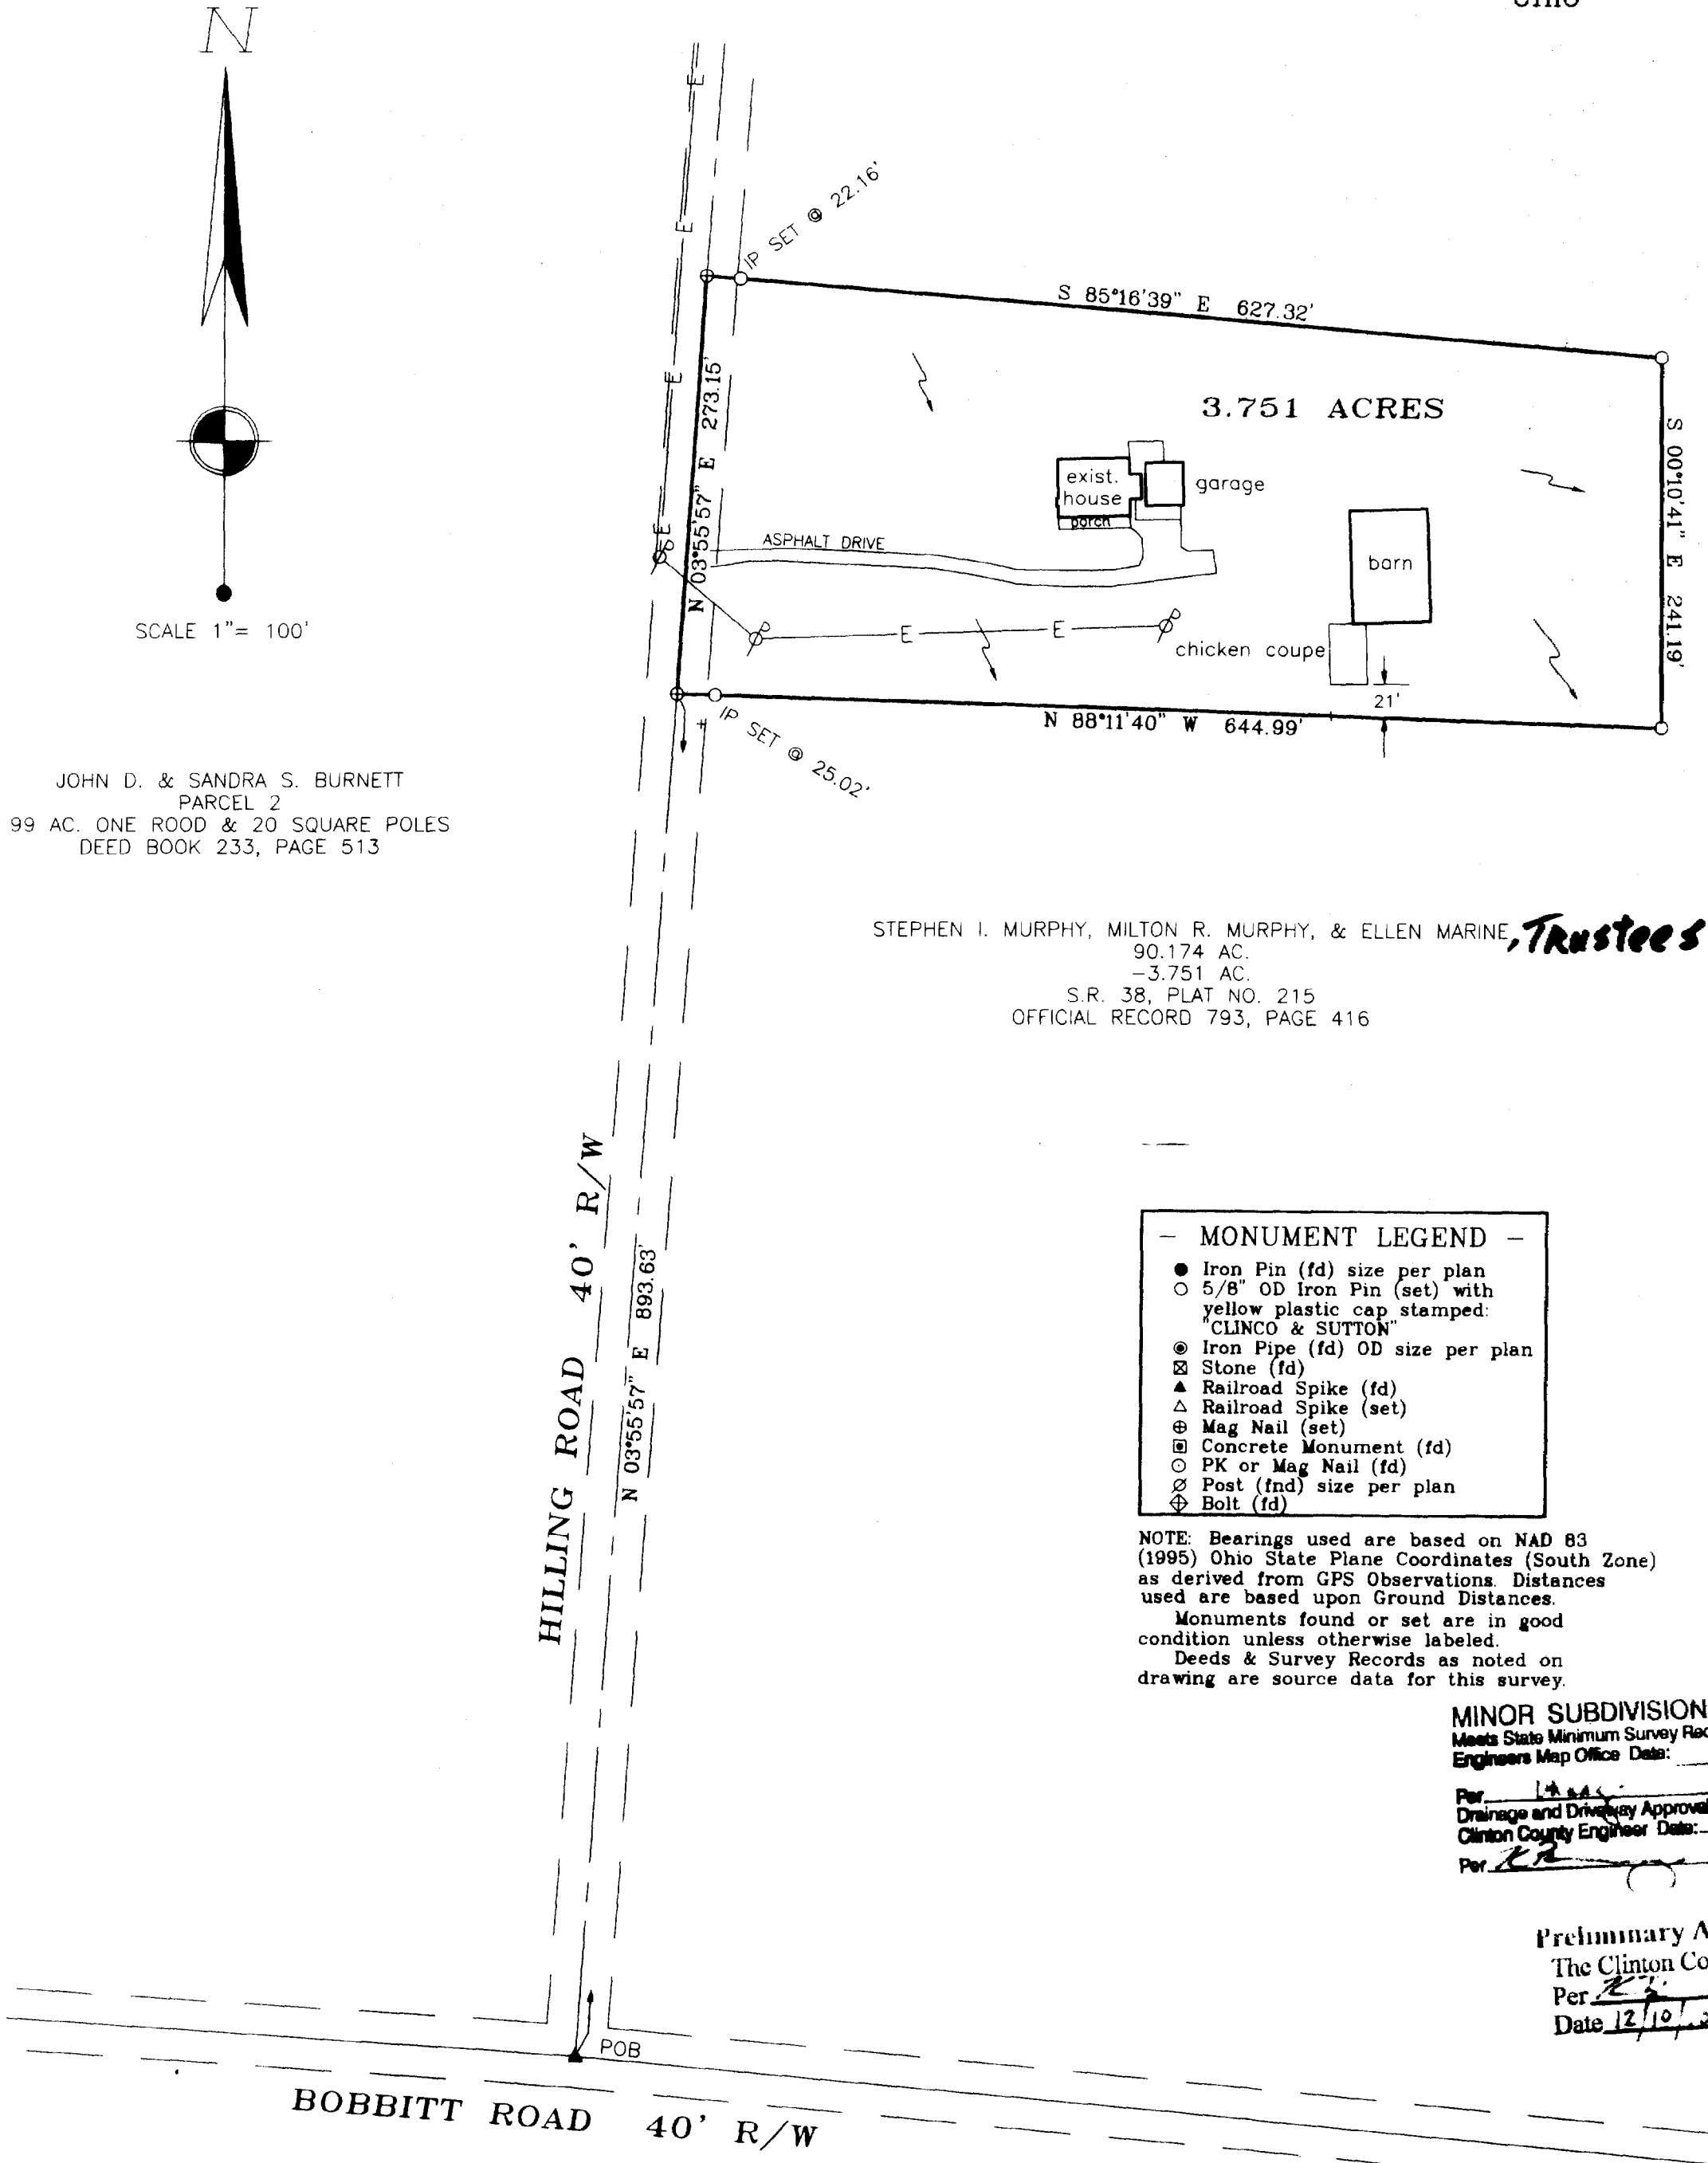 N
IP SET @ 22.16'
S 85°16'39" E 627.32'
3.751 ACRES
N 03°55'57" E 273.15'
S 00°10'41" E 241.19'
exist.
house
garage
porch
ASPHALT DRIVE
barn
E
E
E
E
E
E
chicken coupe
21'
N 88°11'40" W 644.99'
IP SET @ 25.02'
SCALE 1"= 100'
JOHN D. & SANDRA S. BURNETT
PARCEL 2
99 AC. ONE ROOD & 20 SQUARE POLES
DEED BOOK 233, PAGE 513
STEPHEN I. MURPHY, MILTON R. MURPHY, & ELLEN MARINE, Trustees
90.174 AC.
-3.751 AC.
S.R. 38, PLAT NO. 215
OFFICIAL RECORD 793, PAGE 416
HILLING ROAD 40' R/W
N 03°55'57" E 893.63'
- MONUMENT LEGEND -
Iron Pin (fd) size per plan
5/8" OD Iron Pin (set) with
yellow plastic cap stamped:
"CLINCO & SUTTON"
Iron Pipe (fd) OD size per plan
Stone (fd)
Railroad Spike (fd)
Railroad Spike (set)
Mag Nail (set)
Concrete Monument (fd)
PK or Mag Nail (fd)
Post (fnd) size per plan
Bolt (fd)
NOTE: Bearings used are based on NAD 83
(1995) Ohio State Plane Coordinates (South Zone)
as derived from GPS Observations. Distances
used are based upon Ground Distances.
Monuments found or set are in good
condition unless otherwise labeled.
Deeds & Survey Records as noted on
drawing are source data for this survey.
MINOR SUBDIVISION
Meets State Minimum Survey
Engineers Map Office Date:
Per
Drainage and Driveway Approval
Clinton County Engineer Date:
Per KR
Preliminary
The Clinton
Per
Date 12/10/
POB
BOBBITT ROAD 40' R/W